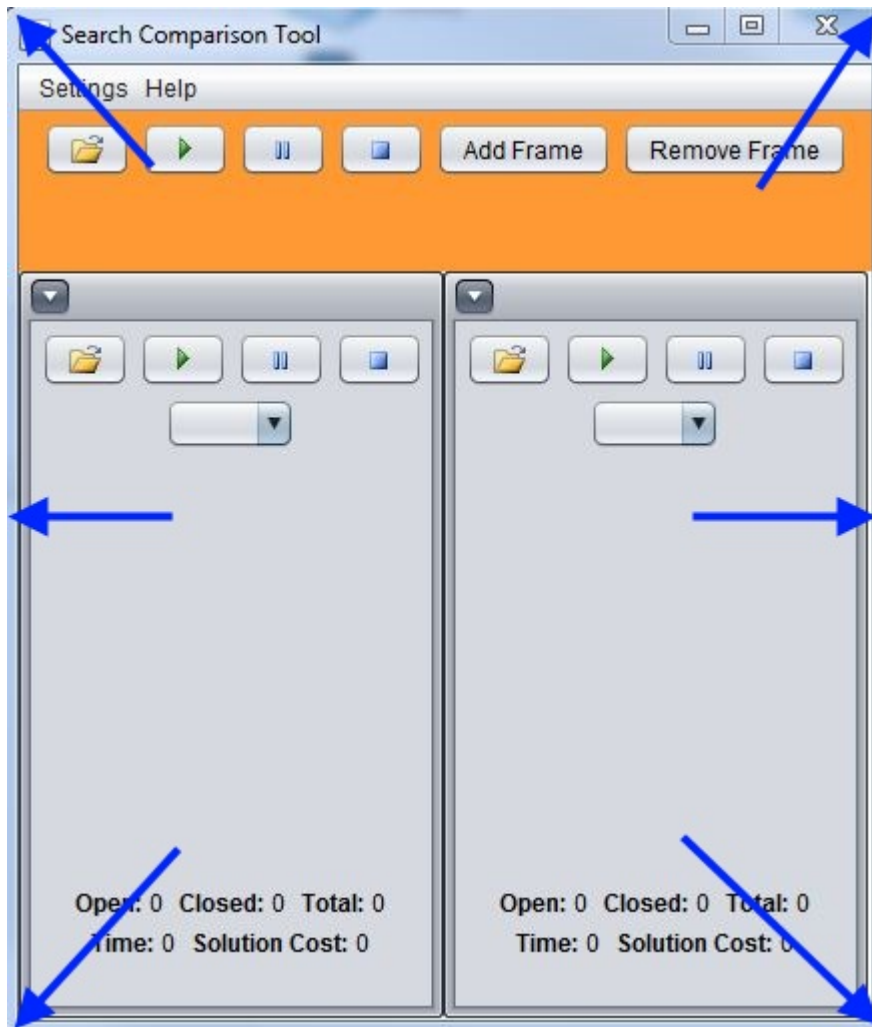 Search Comparison Tool
Settings Help
Add Frame Remove Frame
Open: 0 Closed: 0 Total: 0
Time: 0 Solution Cost: 0
Open: 0 Closed: 0 Total: 0
Time: 0 Solution Cost: 0